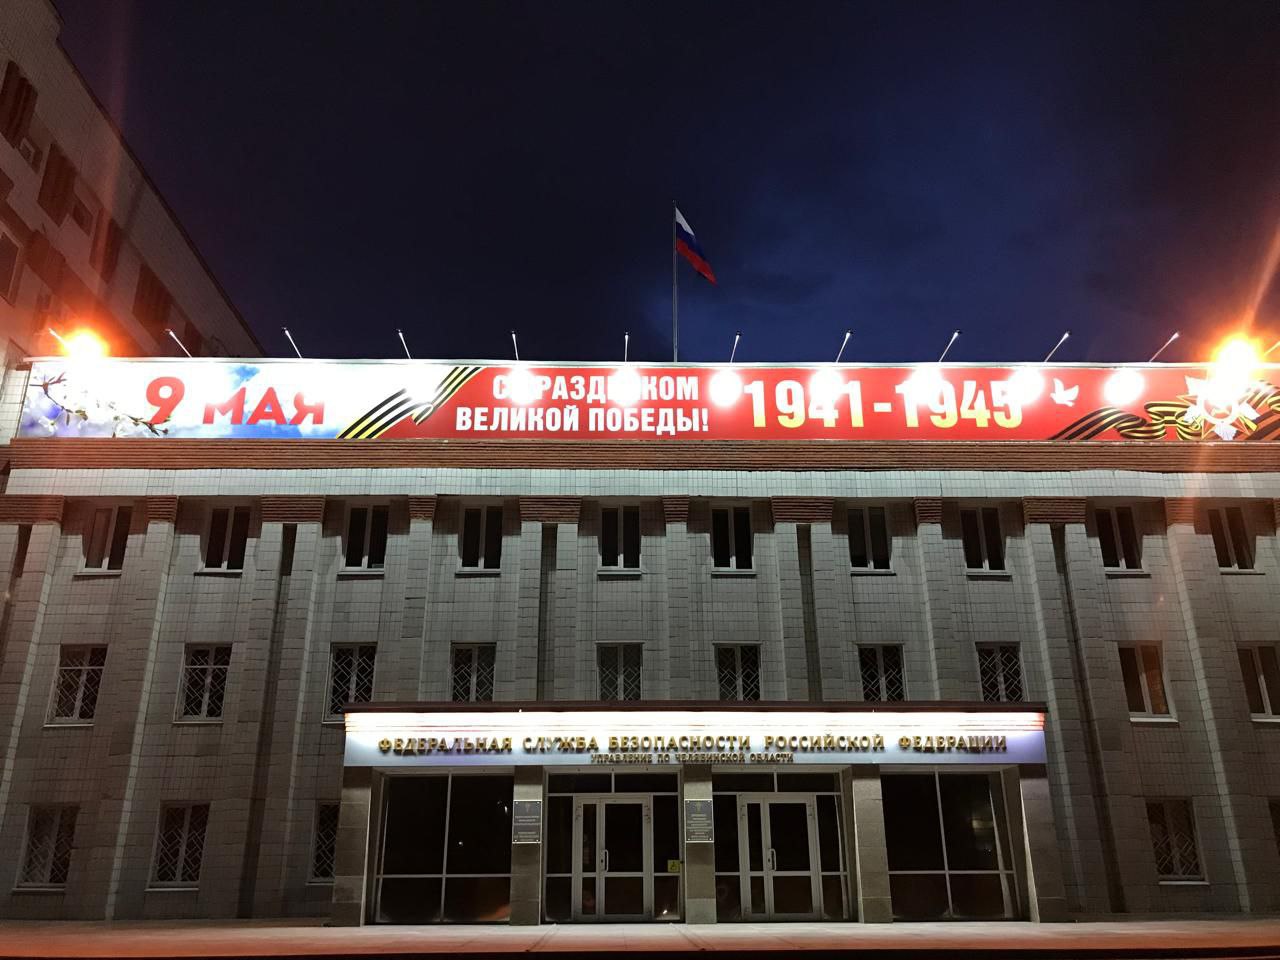 9 МАЯ
С ПРАЗДНИКОМ
ВЕЛИКОЙ ПОБЕДЫ!
1941-1945
ФЕДЕРАЛЬНАЯ СЛУЖБА БЕЗОПАСНОСТИ РОССИЙСКОЙ ФЕДЕРАЦИИ
УПРАВЛЕНИЕ ПО ЧЕЛЯБИНСКОЙ ОБЛАСТИ